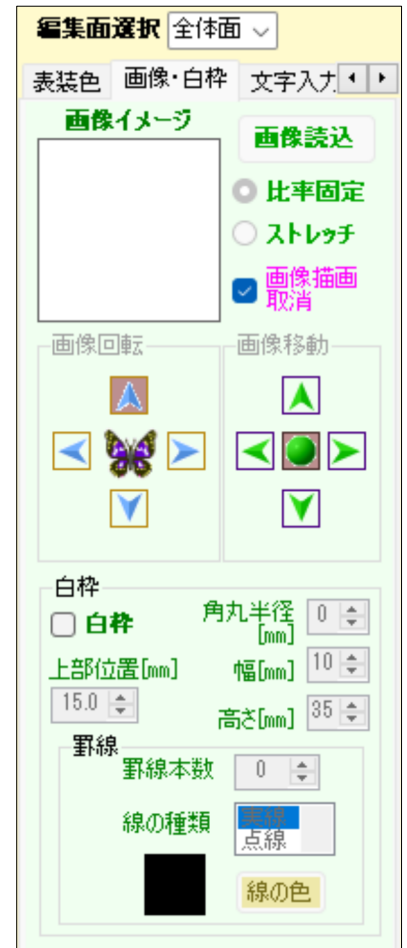 編集面選択 全体面
表装色 画像・白枠 文字入力
画像イメージ
画像読込
比率固定
ストレッチ
画像描画
取消
画像回転
画像移動
白枠
白枠
角丸半径
[mm]
0
上部位置[mm]
幅[mm]
10
15.0
高さ[mm]
35
罫線
罫線本数
0
線の種類
実線
点線
線の色